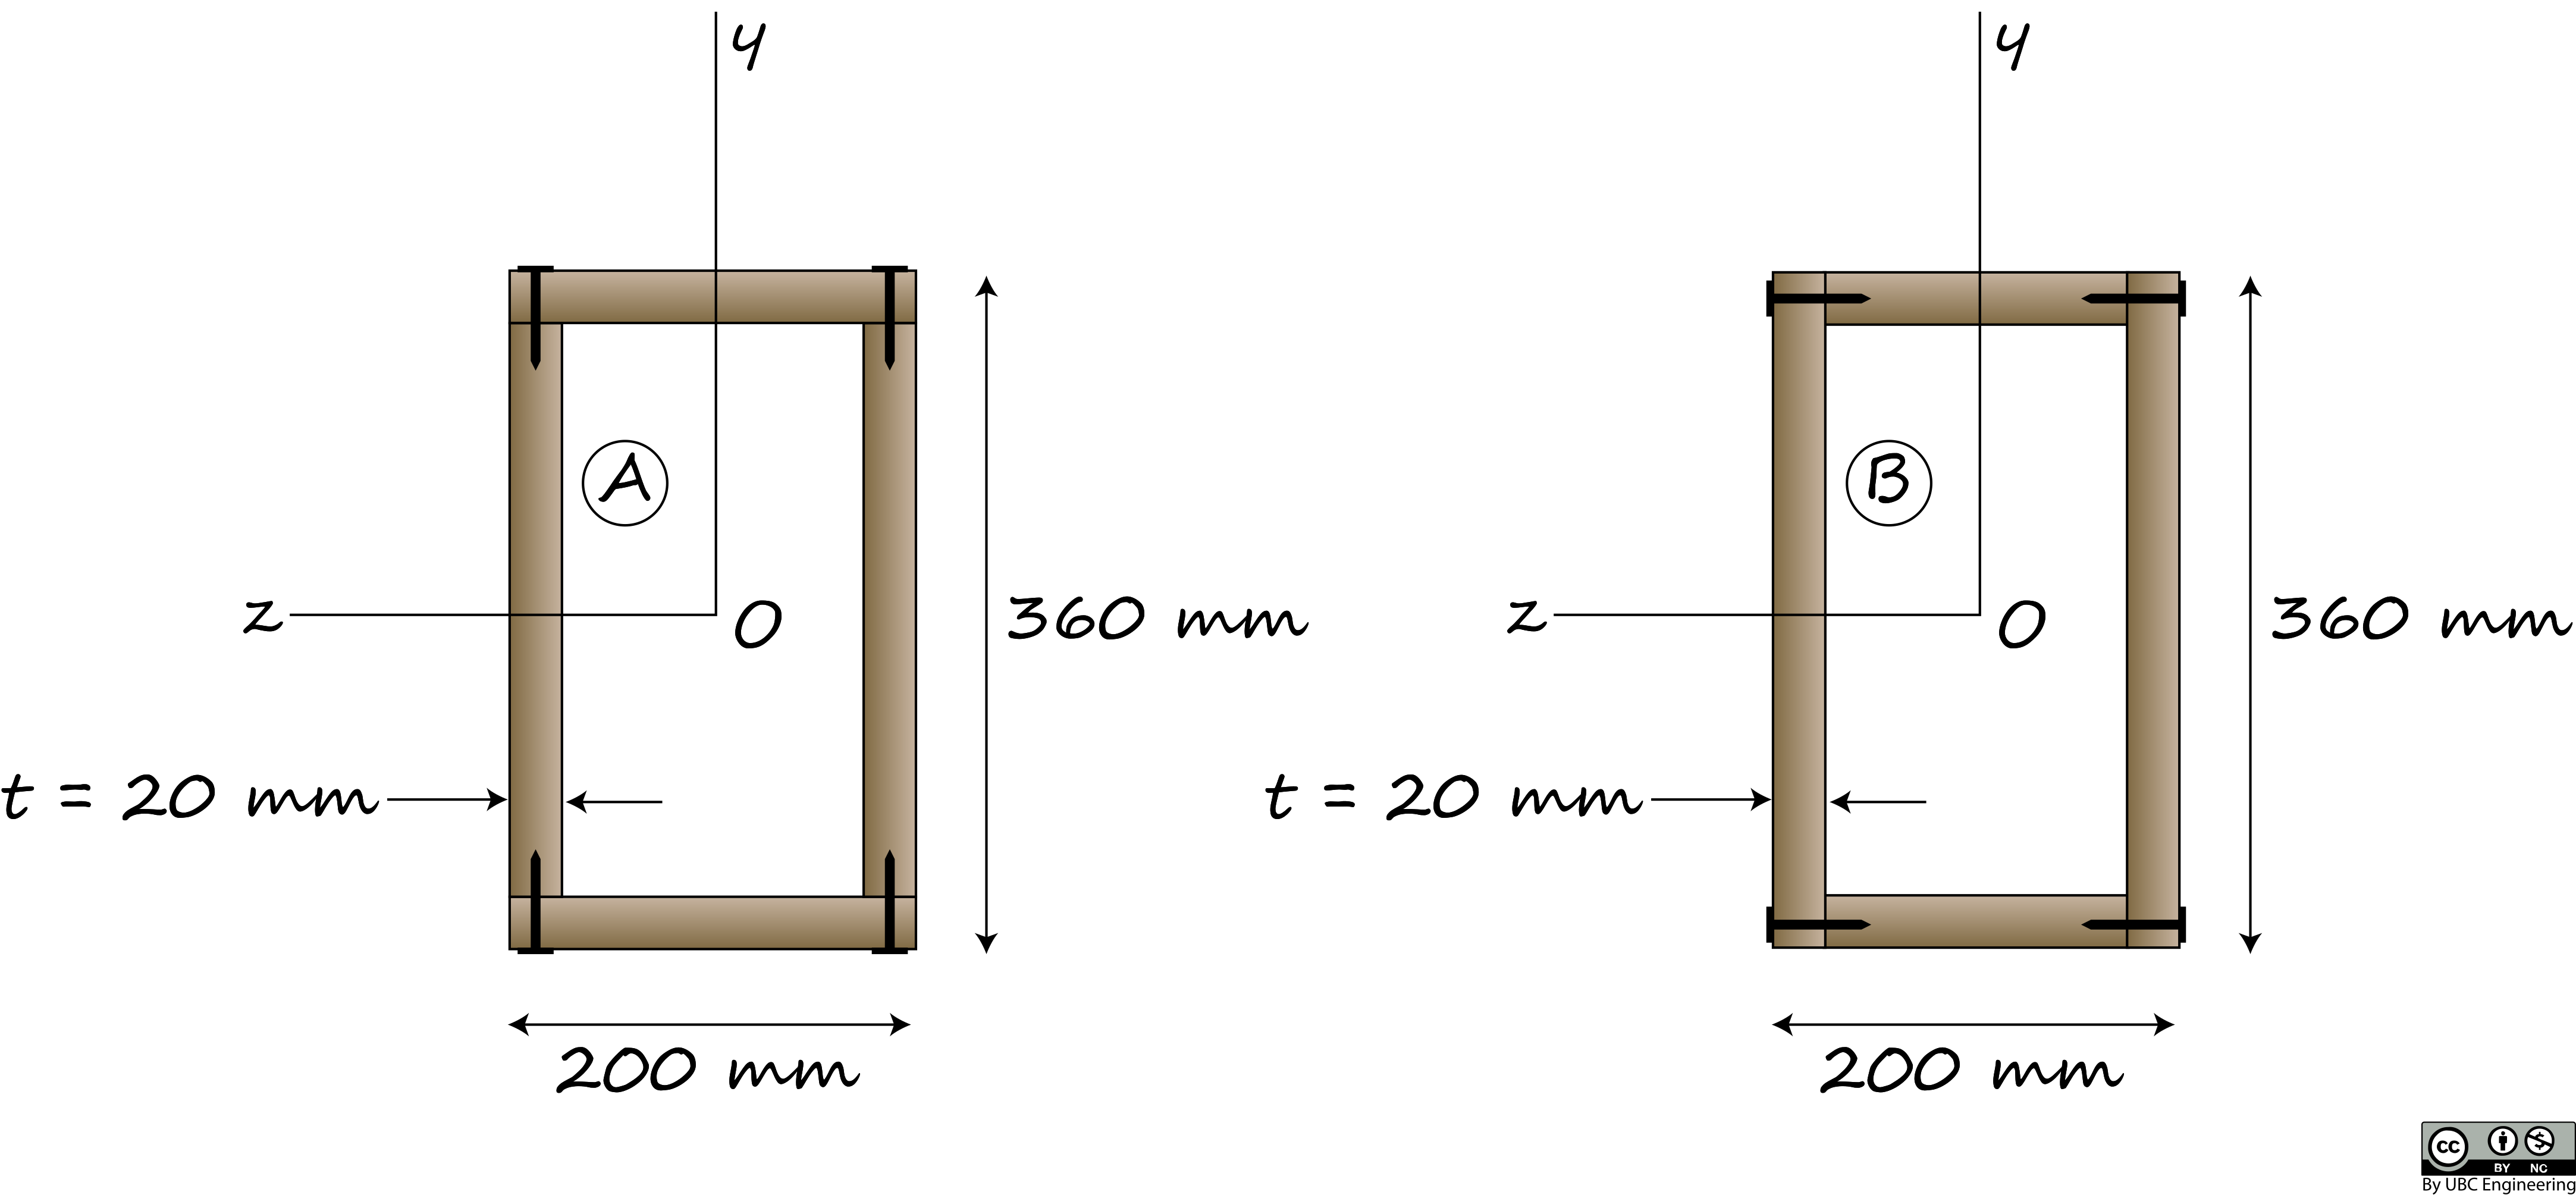 y
y
A
B
z
O
360 mm
z
O
360 mm
t = 20 mm
t = 20 mm
200 mm
200 mm
cc
BY NC
By UBC Engineering